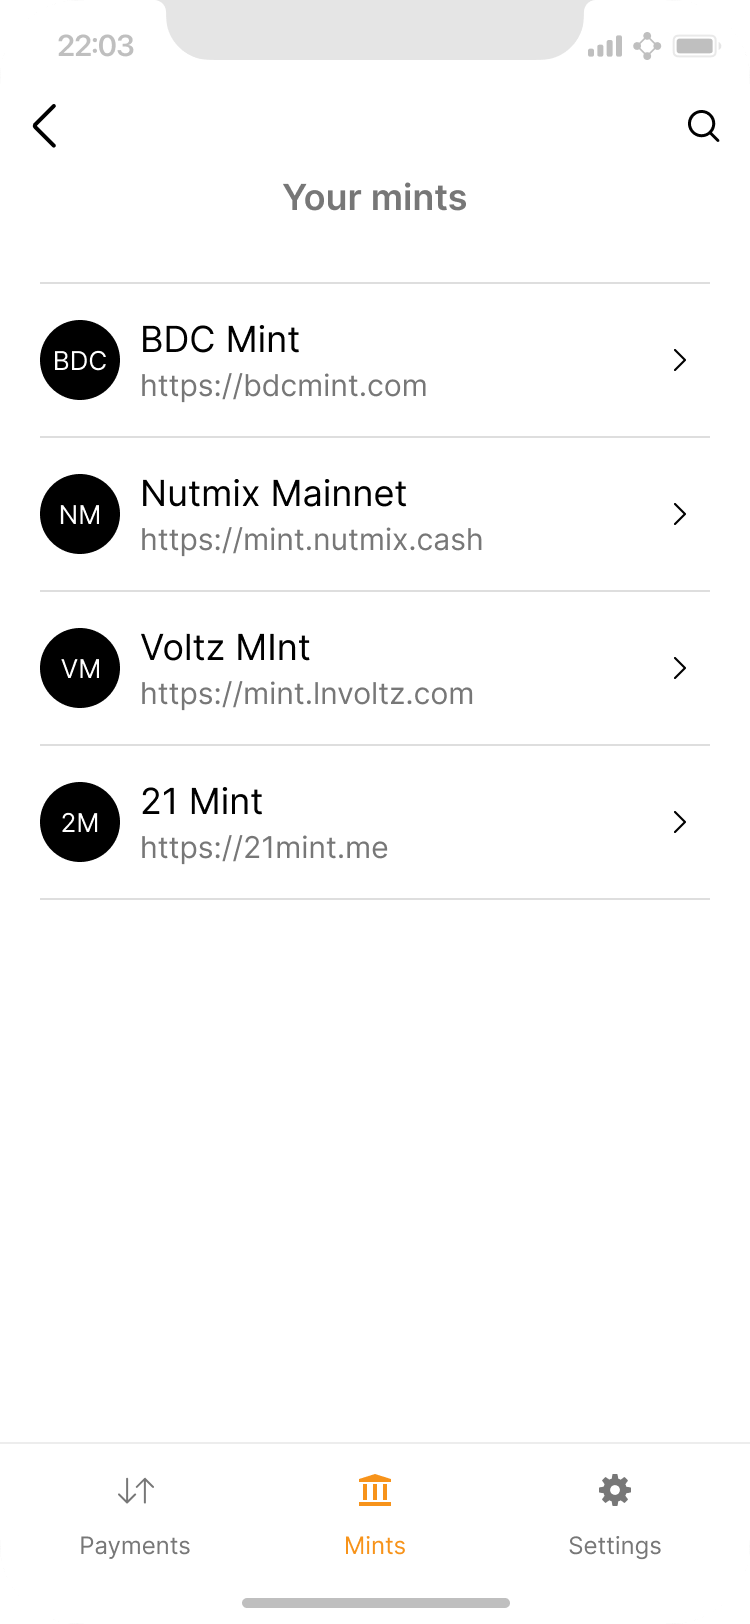 22:03
Your mints
BDC
BDC Mint
https://bdcmint.com
NM
Nutmix Mainnet
https://mint.nutmix.cash
VM
Voltz MInt
https://mint.lnvoltz.com
2M
21 Mint
https://21mint.me
Payments
Mints
Settings